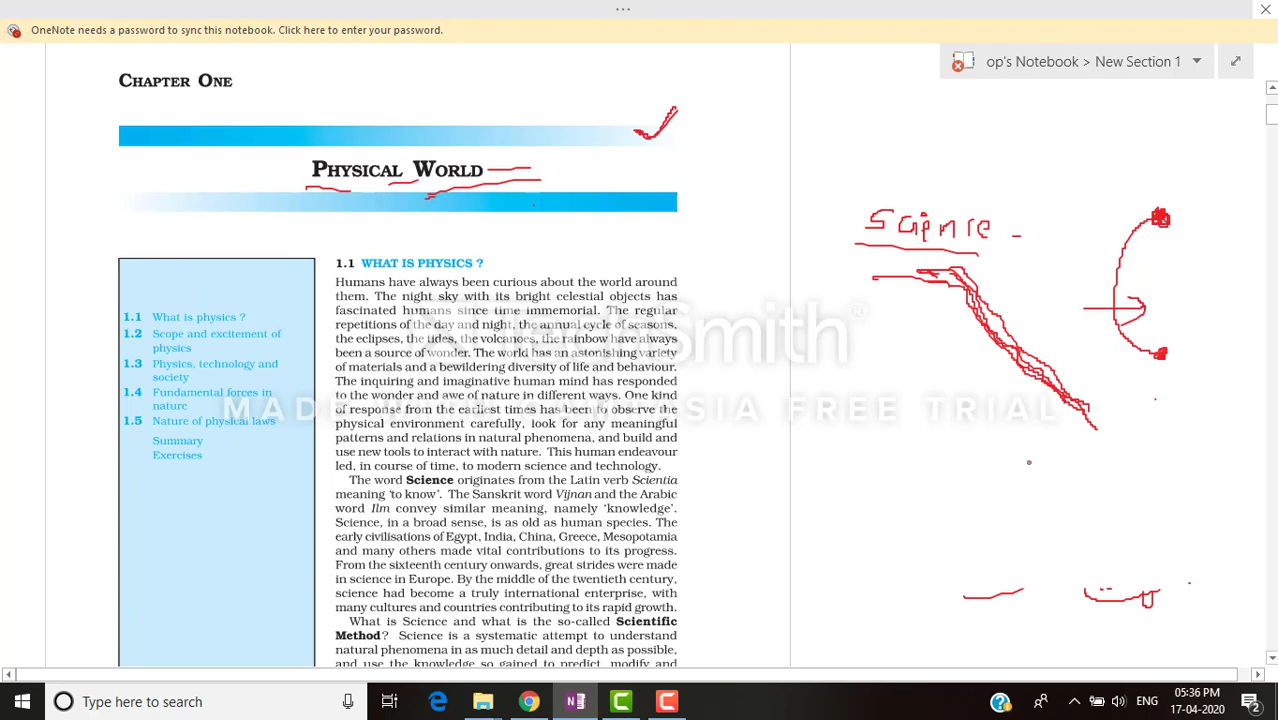 OneNote needs a password to sync this notebook. Click here to enter your password.
op's Notebook > New Section 1
CHAPTER ONE
PHYSICAL WORLD
1.1 What is physics ?
1.2 Scope and excitement of
physics
1.3 Physics, technology and
society
1.4 Fundamental forces in
nature
1.5 Nature of physical laws
Summary
Exercises
1.1 WHAT IS PHYSICS ?
Humans have always been curious about the world around
them. The night sky with its bright celestial objects has
fascinated humans since time immemorial. The regular
repetitions of the day and night, the annual cycle of seasons,
the eclipses, the tides, the volcanoes, the rainbow have always
been a source of wonder. The world has an astonishing variety
of materials and a bewildering diversity of life and behaviour.
The inquiring and imaginative human mind has responded
to the wonder and awe of nature in different ways. One kind
of response from the earliest times has been to observe the
physical environment carefully, look for any meaningful
patterns and relations in natural phenomena, and build and
use new tools to interact with nature. This human endeavour
led, in course of time, to modern science and technology.
The word Science originates from the Latin verb Scientia
meaning ‘to know’. The Sanskrit word Vijnan and the Arabic
word Ilm convey similar meaning, namely ‘knowledge’.
Science, in a broad sense, is as old as human species. The
early civilisations of Egypt, India, China, Greece, Mesopotamia
and many others made vital contributions to its progress.
From the sixteenth century onwards, great strides were made
in science in Europe. By the middle of the twentieth century,
science had become a truly international enterprise, with
many cultures and countries contributing to its rapid growth.
What is Science and what is the so-called Scientific
Method ? Science is a systematic attempt to understand
natural phenomena in as much detail and depth as possible,
and use the knowledge so gained to predict, modify and
Science -
TechSmith®
MADE WITH CAMTASIA FREE TRIAL
Type here to search
ENG
05:36 PM
17-04-2020
2